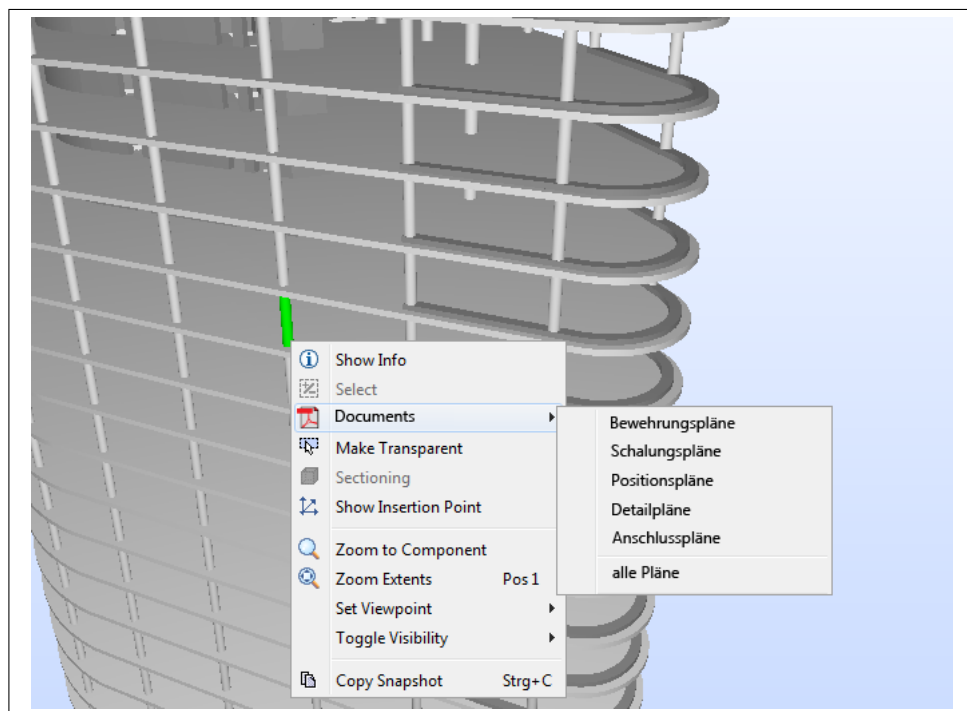 Show Info
Select
Documents
Make Transparent
Sectioning
Show Insertion Point
Zoom to Component
Zoom Extents Pos 1
Set Viewpoint
Toggle Visibility
Copy Snapshot Strg+C
Bewehrungspläne
Schalungspläne
Positionspläne
Detailpläne
Anschlusspläne
alle Pläne